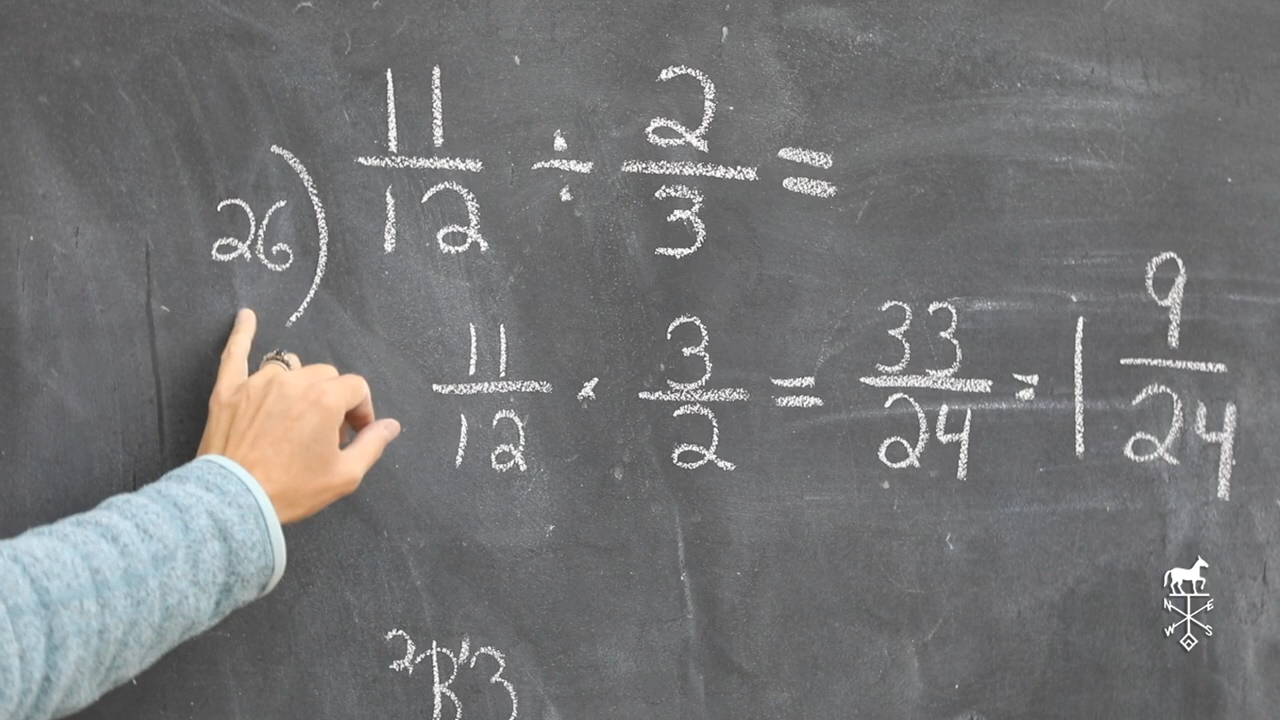 26) 11/12 ÷ 2/3 =
11/12 · 3/2 = 33/24 = 1 9/24
N E
W S